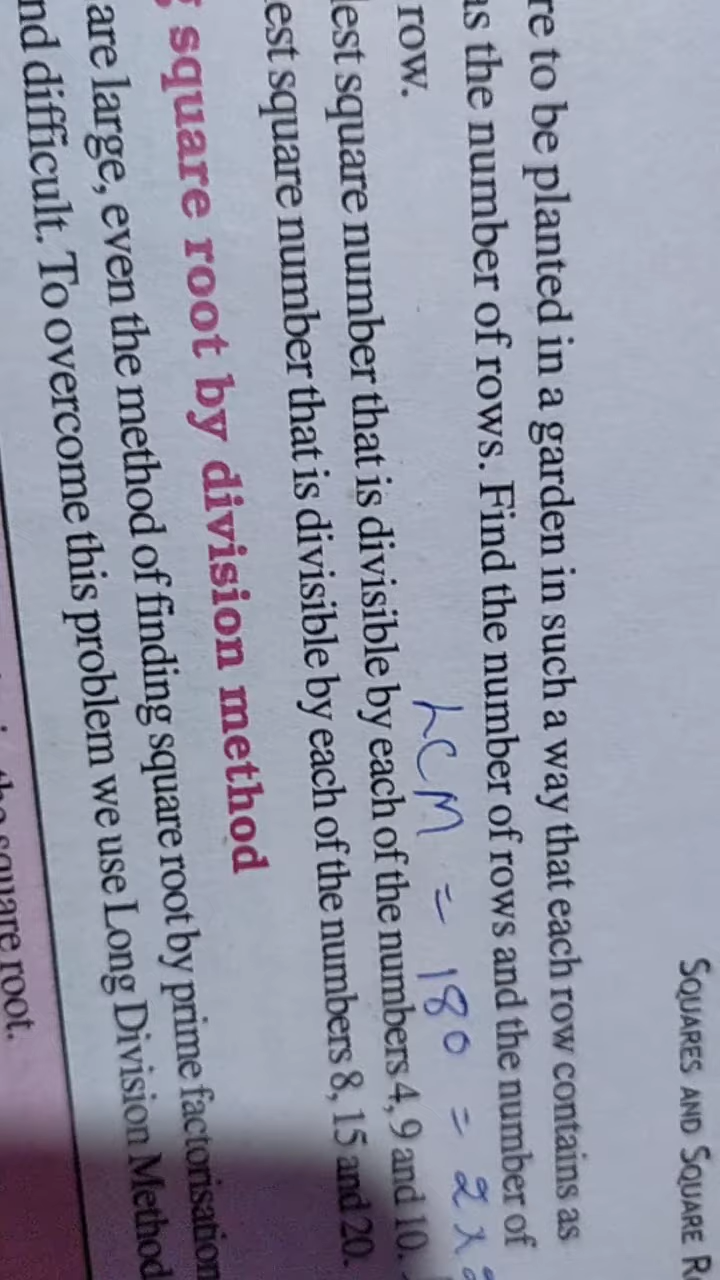 SQUARES AND SQUARE
re to be planted in a garden in such a way that each row contains as
as the number of rows. Find the number of rows and the number of
row.
LCM = 180 = 2 x
lest square number that is divisible by each of the numbers 4, 9 and 10.
est square number that is divisible by each of the numbers 8, 15 and 20.
square root by division method
are large, even the method of finding square root by prime factorisation
nd difficult. To overcome this problem we use Long Division Method
the square root.